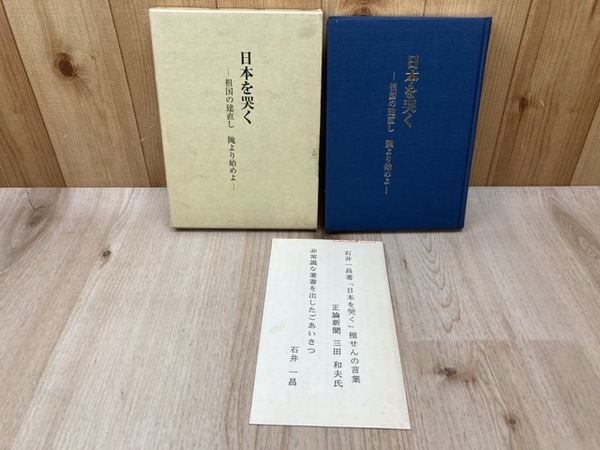 日本を哭く
―祖国の建直し 隗より始めよ―
日本を哭く
―祖国の建直し 隗より始めよ―
石井一昌著「日本を哭く」推せんの言葉
正論新聞 三田 和夫氏
非常識な著書を出したごあいさつ
石井 一昌